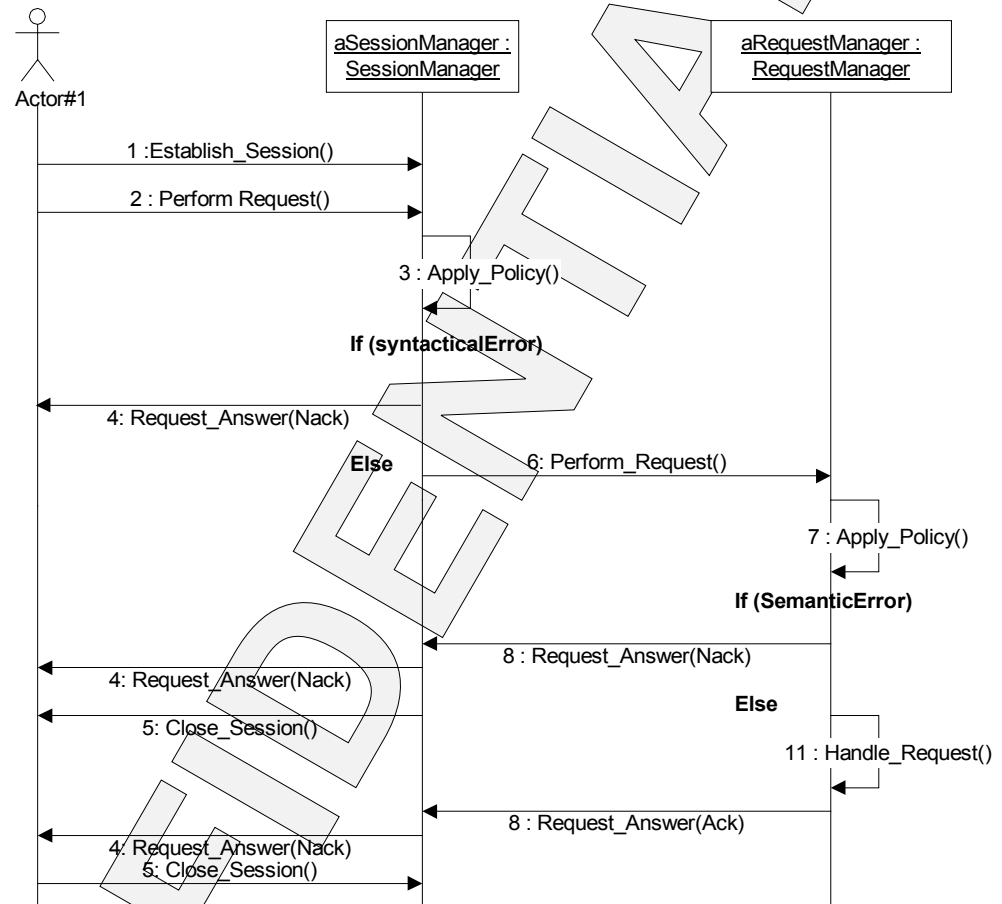 aSessionManager :
SessionManager
aRequestManager :
RequestManager
Actor#1
1 :Establish_Session()
2 : Perform Request()
3 : Apply_Policy()
If (syntacticalError)
4: Request_Answer(Nack)
Else
6: Perform_Request()
7 : Apply_Policy()
If (SemanticError)
8 : Request_Answer(Nack)
4: Request_Answer(Nack)
Else
5: Close_Session()
11 : Handle_Request()
8 : Request_Answer(Ack)
4: Request_Answer(Nack)
5: Close_Session()
FIDENTIA